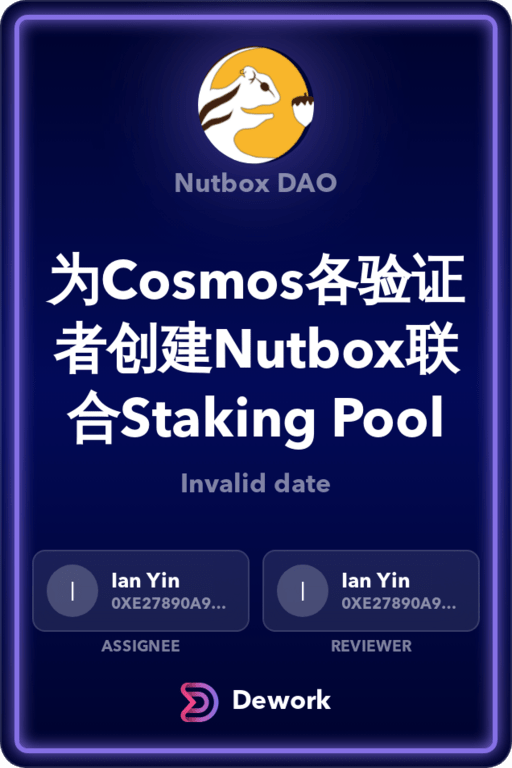 Nutbox DAO
为Cosmos各验证
者创建Nutbox联
合Staking Pool
Invalid date
I
Ian Yin
0XE27890A9...
ASSIGNEE
I
Ian Yin
0XE27890A9...
REVIEWER
Dework